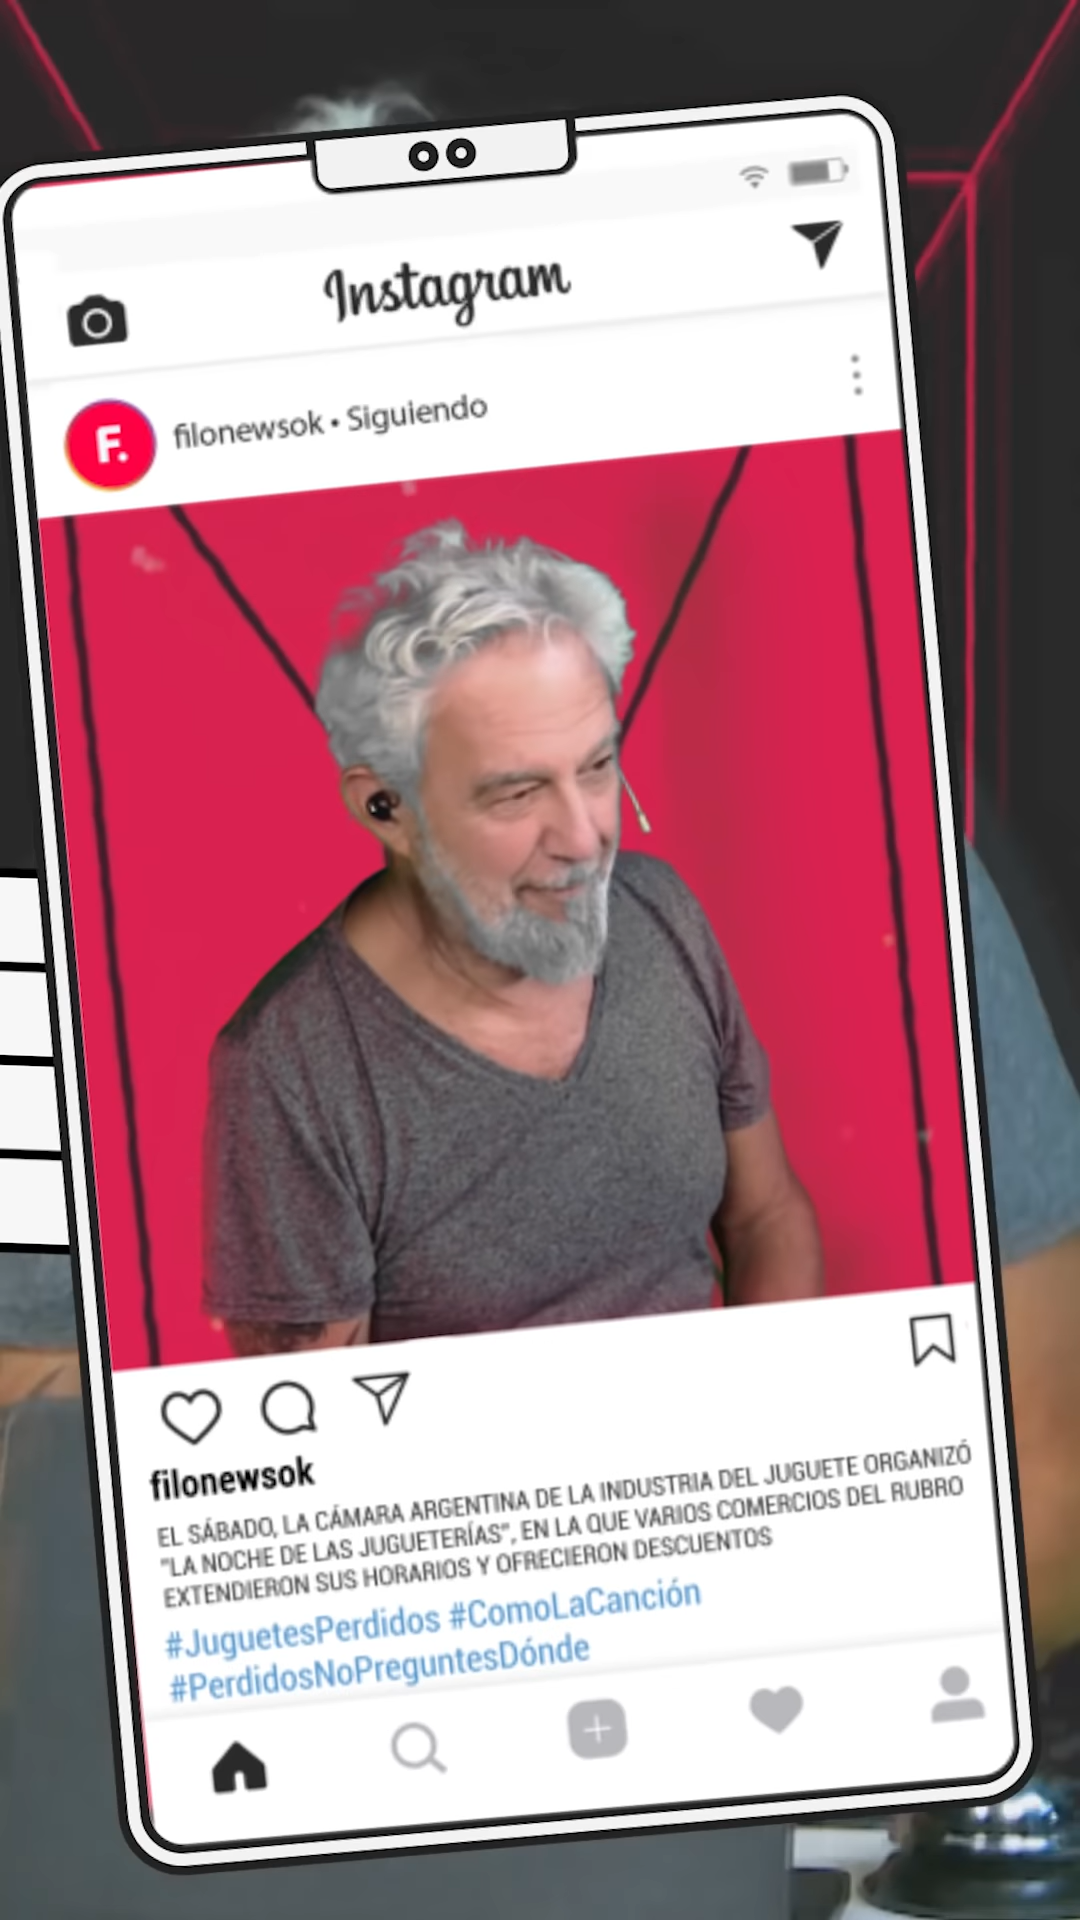 Instagram
F.
filonewsok • Siguiendo
filonewsok
EL SÁBADO, LA CÁMARA ARGENTINA DE LA INDUSTRIA DEL JUGUETE ORGANIZÓ
"LA NOCHE DE LAS JUGUETERÍAS", EN LA QUE VARIOS COMERCIOS DEL RUBRO
EXTENDIERON SUS HORARIOS Y OFRECIERON DESCUENTOS
#JuguetesPerdidos #ComoLaCanción
#PerdidosNoPreguntesDónde